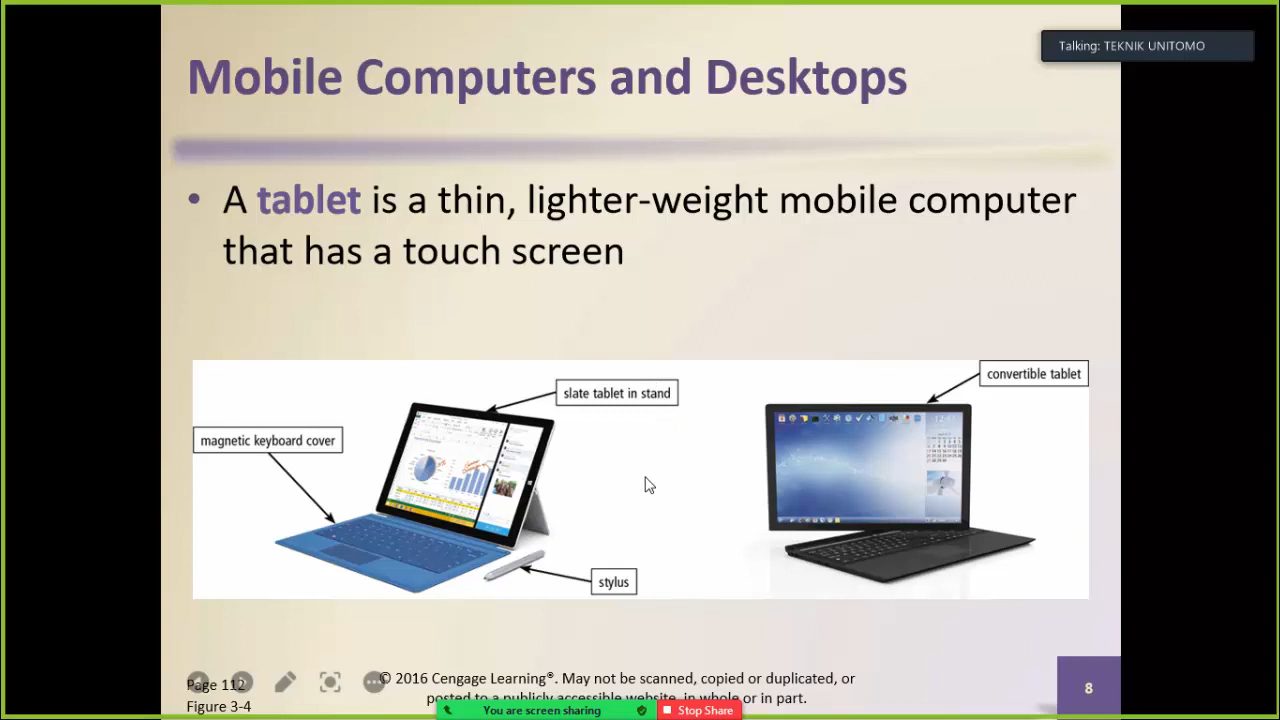 Talking: TEKNIK UNITOMO
Mobile Computers and Desktops
• A tablet is a thin, lighter-weight mobile computer
that has a touch screen
convertible tablet
slate tablet in stand
magnetic keyboard cover
stylus
Page 112
Figure 3-4
© 2016 Cengage Learning®. May not be scanned, copied or duplicated, or
posted to a publicly accessible website, in whole or in part.
8
You are screen sharing
Stop Share